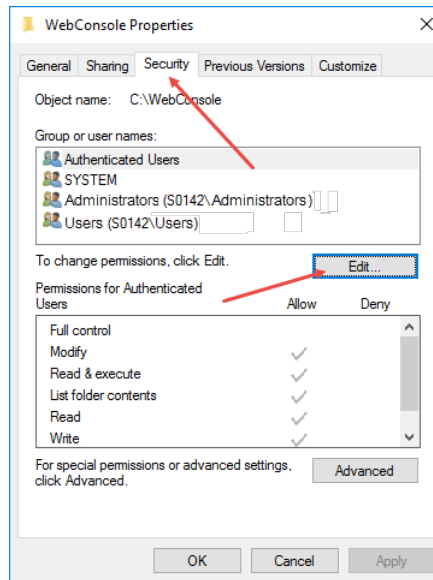 WebConsole Properties
General Sharing Security Previous Versions Customize
Object name: C:\WebConsole
Group or user names:
Authenticated Users
SYSTEM
Administrators (S0142\Administrators)
Users (S0142\Users)
To change permissions, click Edit.
Edit...
Permissions for Authenticated
Users Allow Deny
Full control
Modify
Read & execute
List folder contents
Read
Write
For special permissions or advanced settings,
click Advanced.
Advanced
OK Cancel Apply